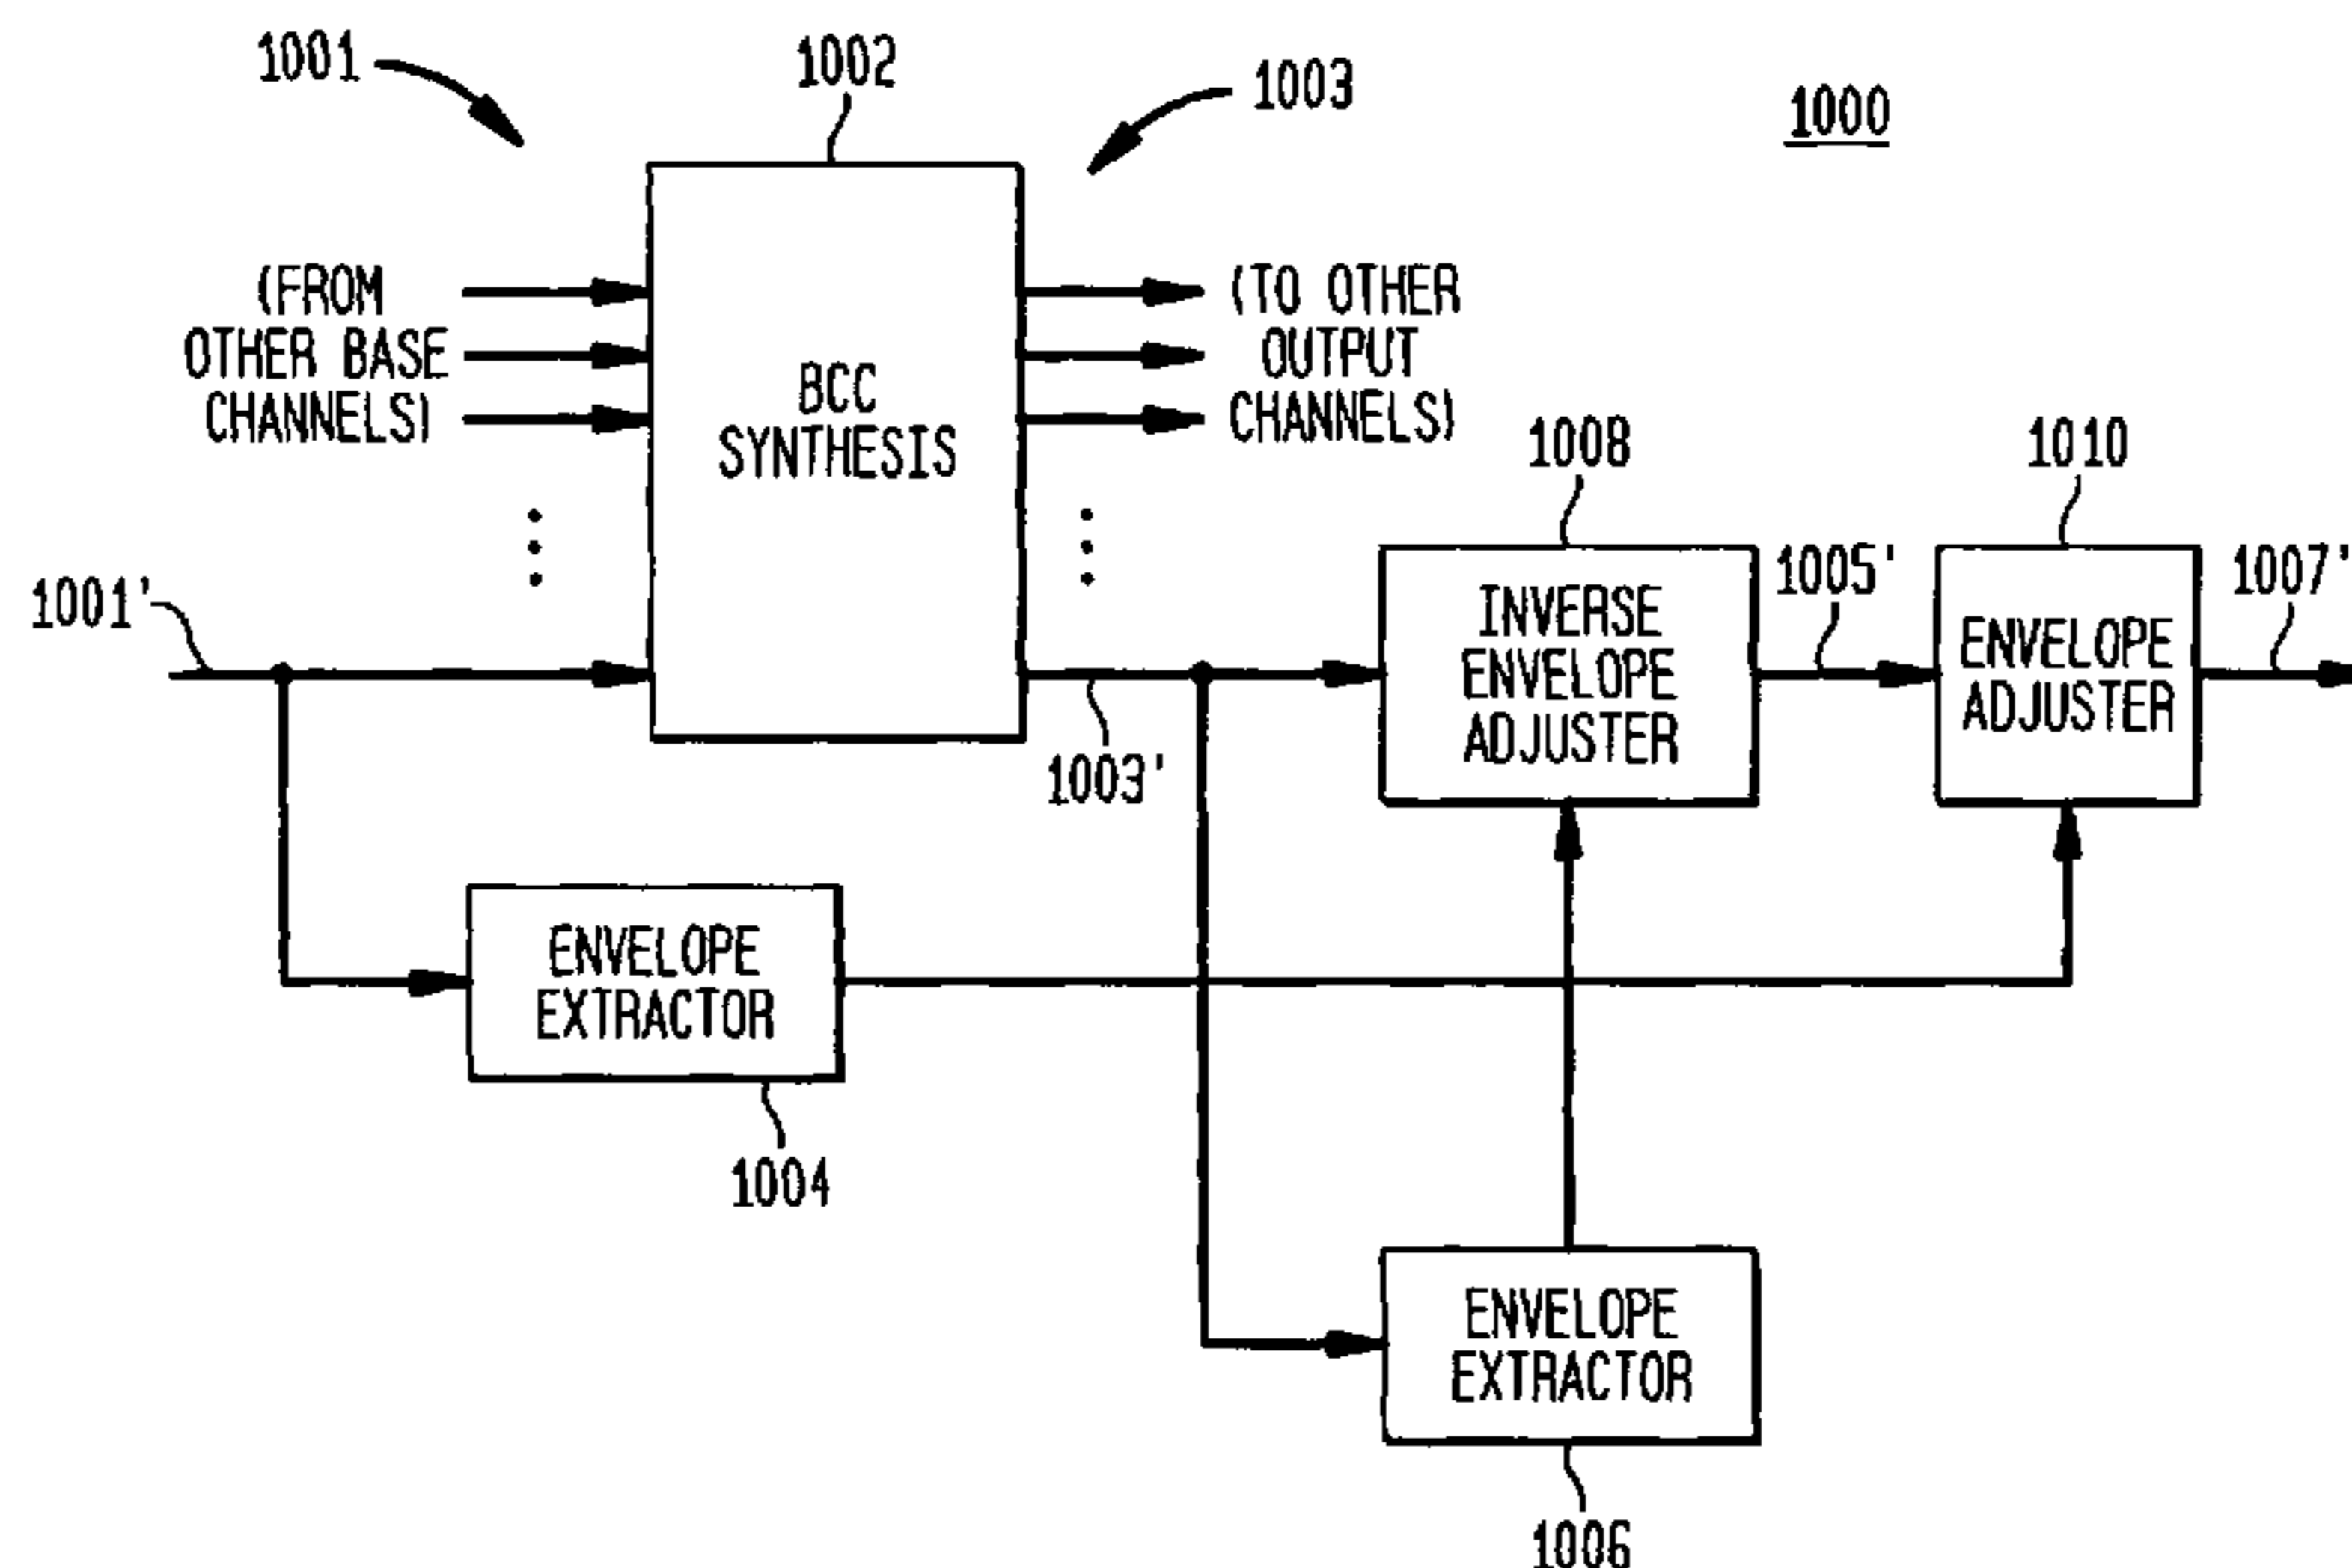 1001
1002
1003
1000
(FROM
OTHER BASE
CHANNELS)
BCC
SYNTHESIS
(TO OTHER
OUTPUT
CHANNELS)
1001'
1003'
1008
INVERSE
ENVELOPE
ADJUSTER
1005'
1010
ENVELOPE
ADJUSTER
1007'
ENVELOPE
EXTRACTOR
1004
ENVELOPE
EXTRACTOR
1006